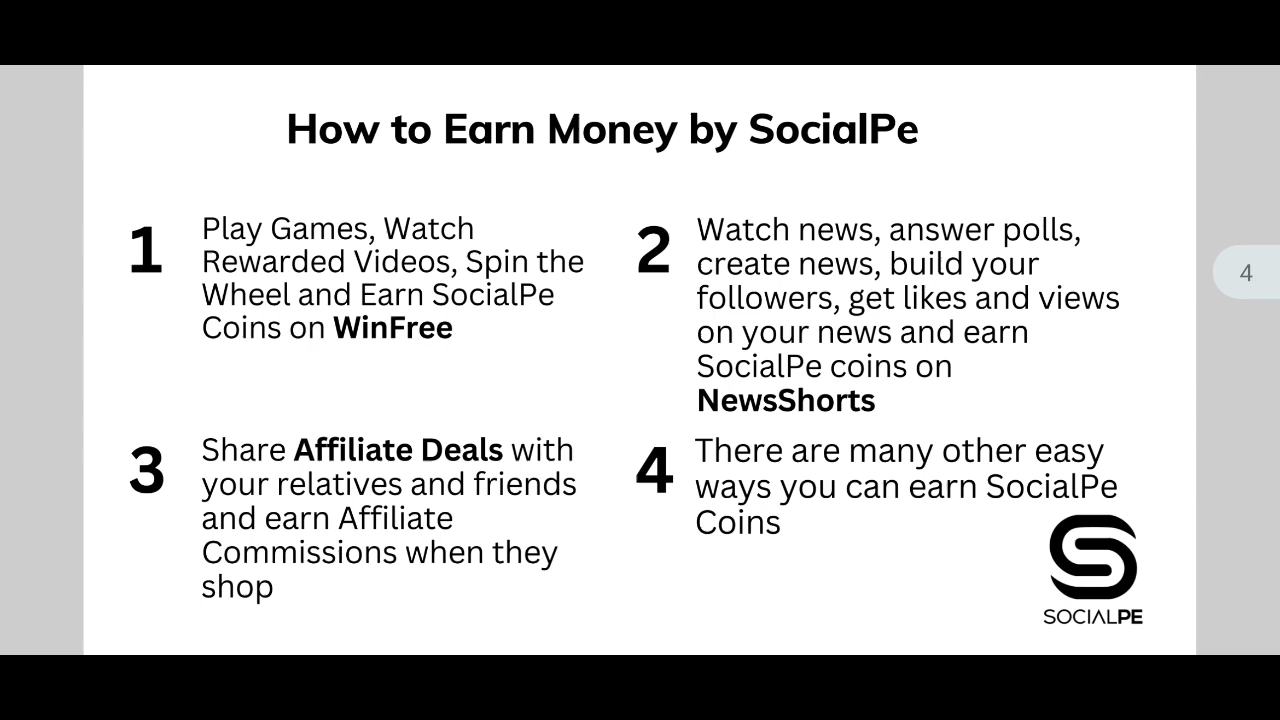 How to Earn Money by SocialPe
1
Play Games, Watch
Rewarded Videos, Spin the
Wheel and Earn SocialPe
Coins on WinFree
2
Watch news, answer polls,
create news, build your
followers, get likes and views
on your news and earn
SocialPe coins on
NewsShorts
3
Share Affiliate Deals with
your relatives and friends
and earn Affiliate
Commissions when they
shop
4
There are many other easy
ways you can earn SocialPe
Coins
SOCIALPE
4